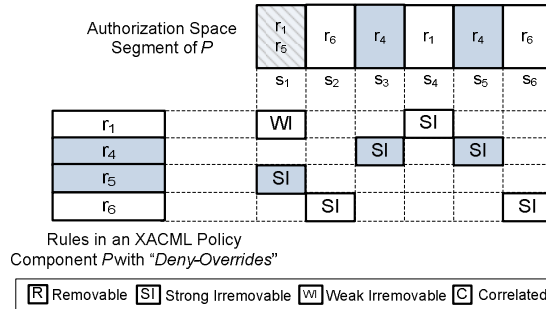 Authorization Space
Segment of P
r1
r5
r6
r4
r1
r4
r6
s1 s2 s3 s4 s5 s6
r1 WI SI
r4 SI SI
r5 SI
r6 SI SI
Rules in an XACML Policy
Component P with “Deny-Overrides”
R Removable SI Strong Irremovable WI Weak Irremovable C Correlated